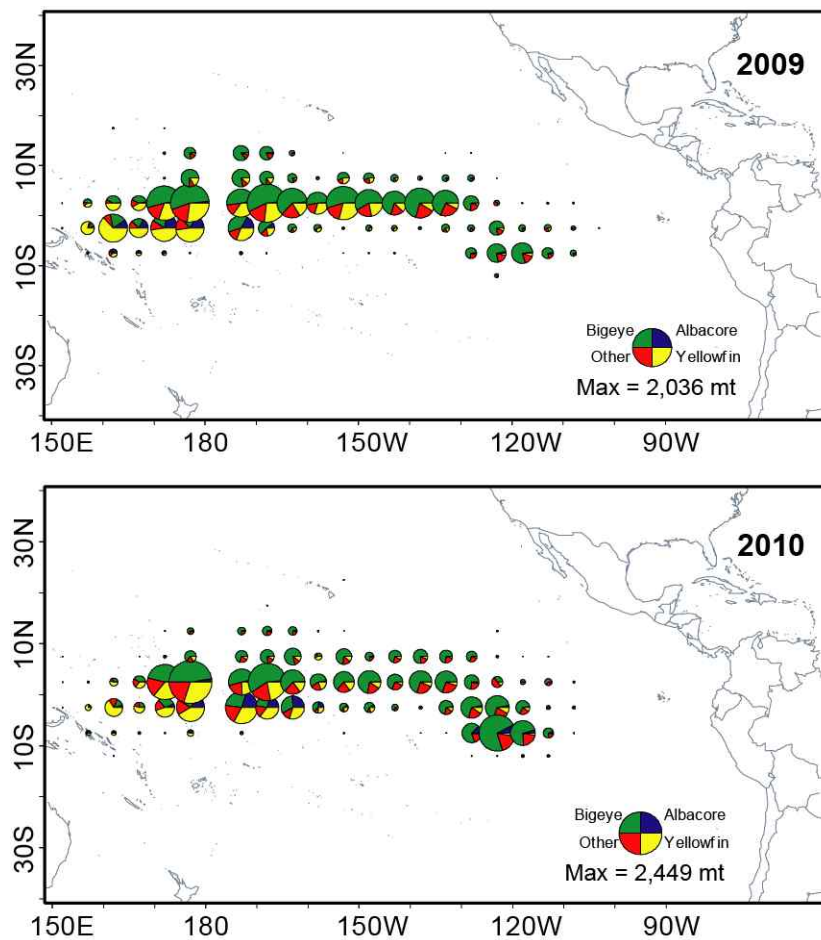 30N
2009
10N
10S
Bigeye Albacore
Other Yellowfin
30S
Max = 2,036 mt
150E 180 150W 120W 90W
30N
2010
10N
10S
Bigeye Albacore
Other Yellowfin
30S
Max = 2,449 mt
150E 180 150W 120W 90W